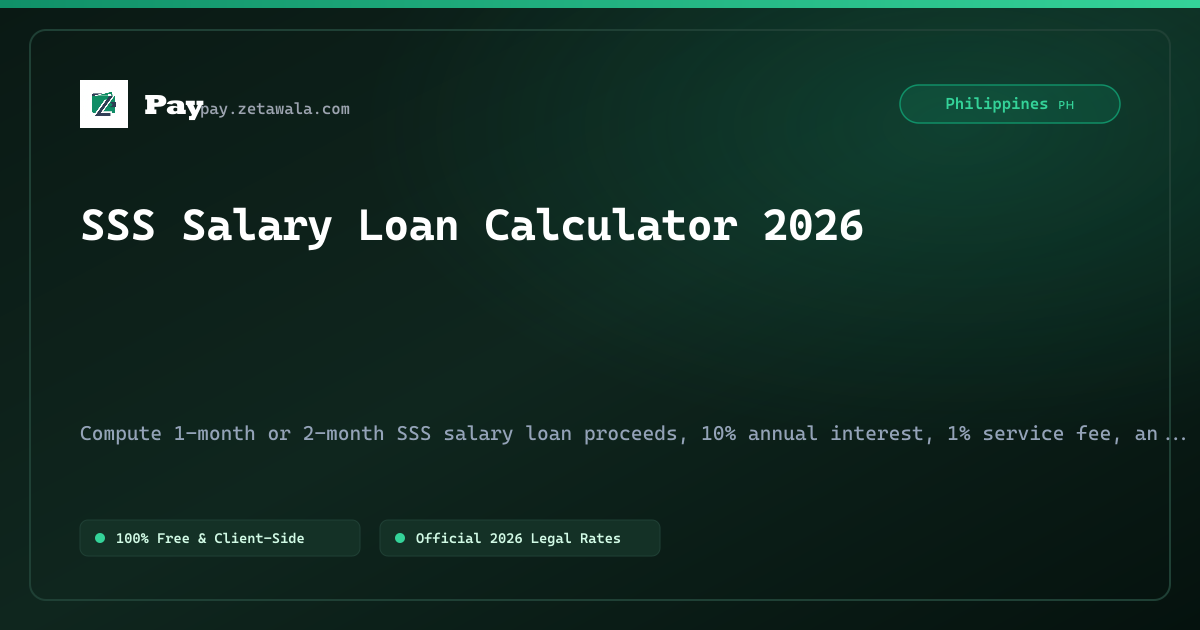 Pay pay.zetawala.com
Philippines PH
SSS Salary Loan Calculator 2026
Compute 1-month or 2-month SSS salary loan proceeds, 10% annual interest, 1% service fee, an...
100% Free & Client-Side
Official 2026 Legal Rates